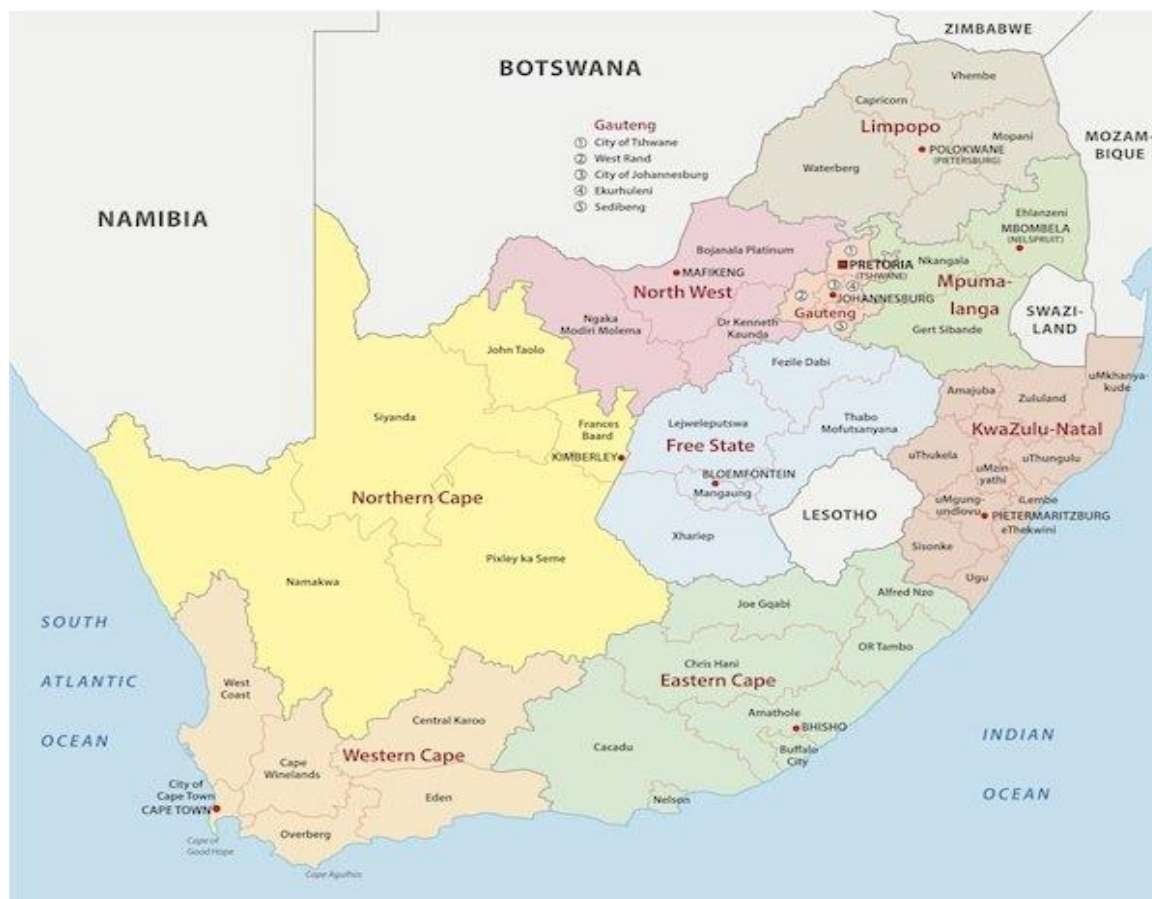 ZIMBABWE
BOTSWANA
NAMIBIA
MOZAM-
BIQUE
Gauteng
① City of Tshwane
② West Rand
③ City of Johannesburg
④ Ekurhuleni
⑤ Sedibeng
Vhembe
Capricorn
Limpopo
Mopani
POLOKWANE
(PIETERSBURG)
Waterberg
Ehlanzeni
MBOMBELA
(NELSPRUIT)
Bojanala Platinum
MAFIKENG
North West
Ngaka
Modiri Molema
Dr Kenneth
Kaunda
①
PRETORIA
(TSHWANE)
②
③
④
JOHANNESBURG
Gauteng
⑤
Nkangala
Mpuma-
langa
Gert Sibande
SWAZI-
LAND
John Taolo
Siyanda
Frances
Baard
KIMBERLEY
Northern Cape
Pixley ka Seme
Namakwa
Fezile Dabi
Lejweleputswa
Thabo
Mofutsanyana
Free State
BLOEMFONTEIN
Mangaung
Xhariep
LESOTHO
uMkhanya-
kude
Amajuba
Zululand
KwaZulu-Natal
uThukela
uThungulu
uMzin
yathi
uMgung-
undlovu
iLembe
PIETERMARITZBURG
eThekwini
Sisonke
Ugu
Joe Gqabi
Alfred Nzo
OR Tambo
Chris Hani
Eastern Cape
Amathole
BHISHO
Buffalo
City
Cacadu
Nelson
West
Coast
Central Karoo
Western Cape
Cape
Winelands
Eden
City of
Cape Town
CAPE TOWN
Overberg
Cape of
Good Hope
Cape Agulhas
SOUTH
ATLANTIC
OCEAN
INDIAN
OCEAN